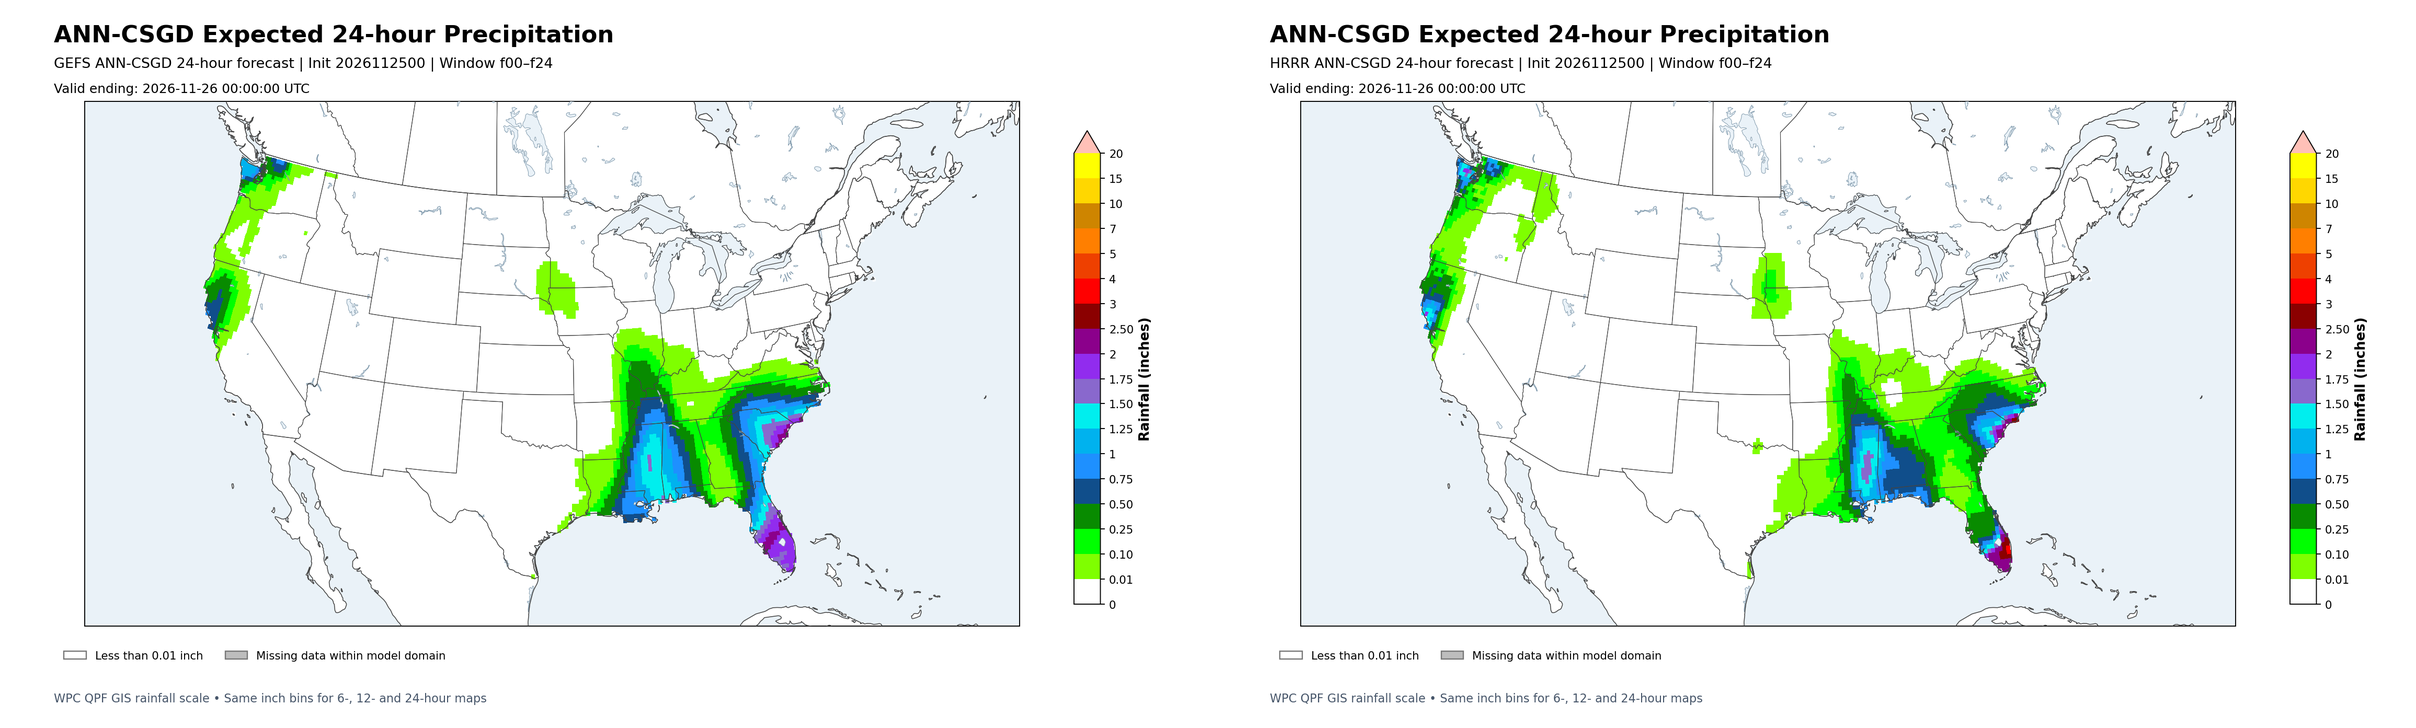 ANN-CSGD Expected 24-hour Precipitation
GEFS ANN-CSGD 24-hour forecast | Init 2026112500 | Window f00–f24
Valid ending: 2026-11-26 00:00:00 UTC
20
15
10
7
5
4
3
2.50
2
1.75
1.50
1.25
1
0.75
0.50
0.25
0.10
0.01
0
Rainfall (inches)
Less than 0.01 inch
Missing data within model domain
WPC QPF GIS rainfall scale • Same inch bins for 6-, 12- and 24-hour maps
ANN-CSGD Expected 24-hour Precipitation
HRRR ANN-CSGD 24-hour forecast | Init 2026112500 | Window f00–f24
Valid ending: 2026-11-26 00:00:00 UTC
20
15
10
7
5
4
3
2.50
2
1.75
1.50
1.25
1
0.75
0.50
0.25
0.10
0.01
0
Rainfall (inches)
Less than 0.01 inch
Missing data within model domain
WPC QPF GIS rainfall scale • Same inch bins for 6-, 12- and 24-hour maps